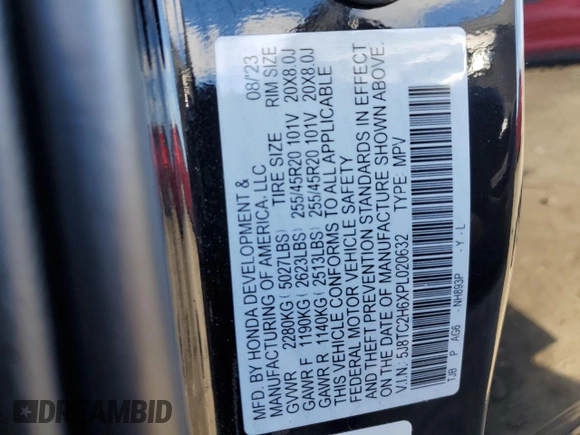 MFD. BY HONDA DEVELOPMENT &
MANUFACTURING OF AMERICA, LLC 08/23
TIRE SIZE RIM SIZE
GVWR 2280KG(5027LBS)
GAWR F 1190KG(2623LBS) 255/45R20 101V 20X8.0J
GAWR R 1140KG(2513LBS) 255/45R20 101V 20X8.0J
THIS VEHICLE CONFORMS TO ALL APPLICABLE
FEDERAL MOTOR VEHICLE SAFETY
AND THEFT PREVENTION STANDARDS IN EFFECT
ON THE DATE OF MANUFACTURE SHOWN ABOVE.
V.I.N.: 5J8TC2H6XPL020632 TYPE: MPV
TJB P AG6 - NH893P - Y - L
DREAMBID